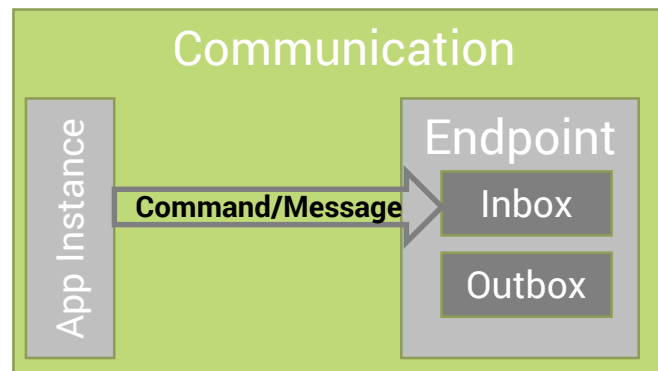 Communication
App Instance
Endpoint
Command/Message
Inbox
Outbox